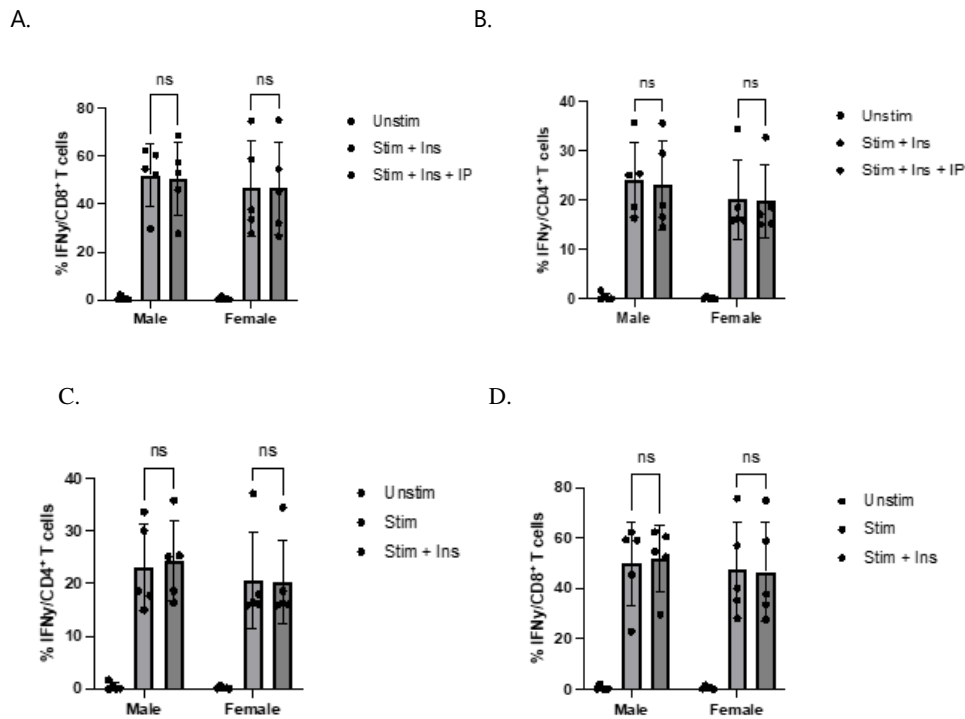 A.
B.
ns
ns
% IFNy/CD8+ T cells
80
60
40
20
0
Male
Female
Unstim
Stim + Ins
Stim + Ins + IP
ns
ns
% IFNy/CD4+ T cells
40
30
20
10
0
Male
Female
Unstim
Stim + Ins
Stim + Ins + IP
C.
D.
ns
ns
% IFNy/CD4+ T cells
40
30
20
10
0
Male
Female
Unstim
Stim
Stim + Ins
ns
ns
% IFNy/CD8+ T cells
80
60
40
20
0
Male
Female
Unstim
Stim
Stim + Ins